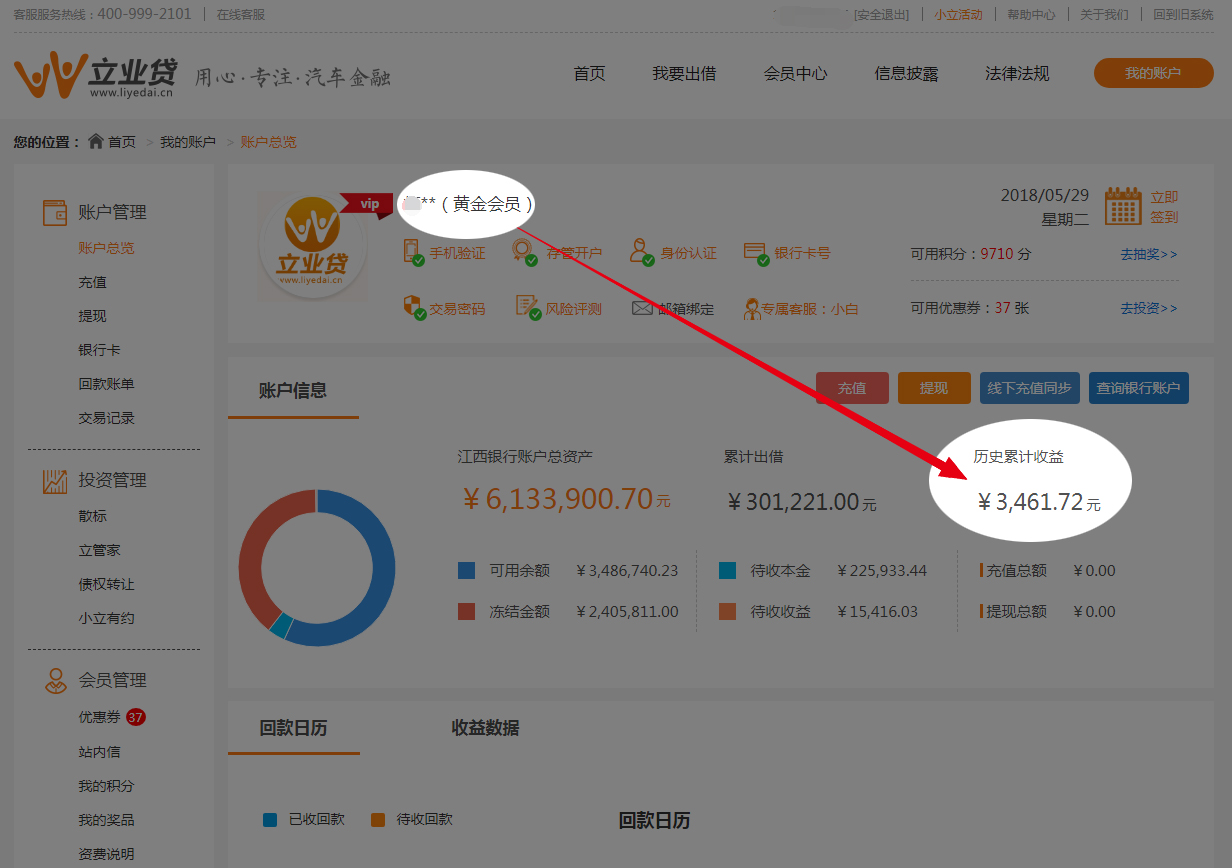 客服服务热线：400-999-2101 | 在线客服
[安全退出] | 小立活动 | 帮助中心 | 关于我们 | 回到旧系统
立业贷
www.liyedai.cn
用心·专注·汽车金融
首页 我要出借 会员中心 信息披露 法律法规 我的账户
您的位置： 首页 > 我的账户 > 账户总览
账户管理
账户总览
充值
提现
银行卡
回款账单
交易记录
投资管理
散标
立管家
债权转让
小立有约
会员管理
优惠券 37
站内信
我的积分
我的奖品
资费说明
vip
立业贷
www.liyedai.cn
** ( 黄金会员 )
手机验证 存管开户 身份认证 银行卡号
交易密码 风险评测 邮箱绑定 专属客服：小白
2018/05/29
星期二
立即
签到
可用积分：9710 分 去抽奖>>
可用优惠券：37 张 去投资>>
账户信息
充值 提现 线下充值同步 查询银行账户
江西银行账户总资产 累计出借 历史累计收益
¥6,133,900.70元 ¥301,221.00元 ¥3,461.72元
可用余额 ¥3,486,740.23 待收本金 ¥225,933.44 充值总额 ¥0.00
冻结金额 ¥2,405,811.00 待收收益 ¥15,416.03 提现总额 ¥0.00
回款日历 收益数据
已收回款 待收回款 回款日历